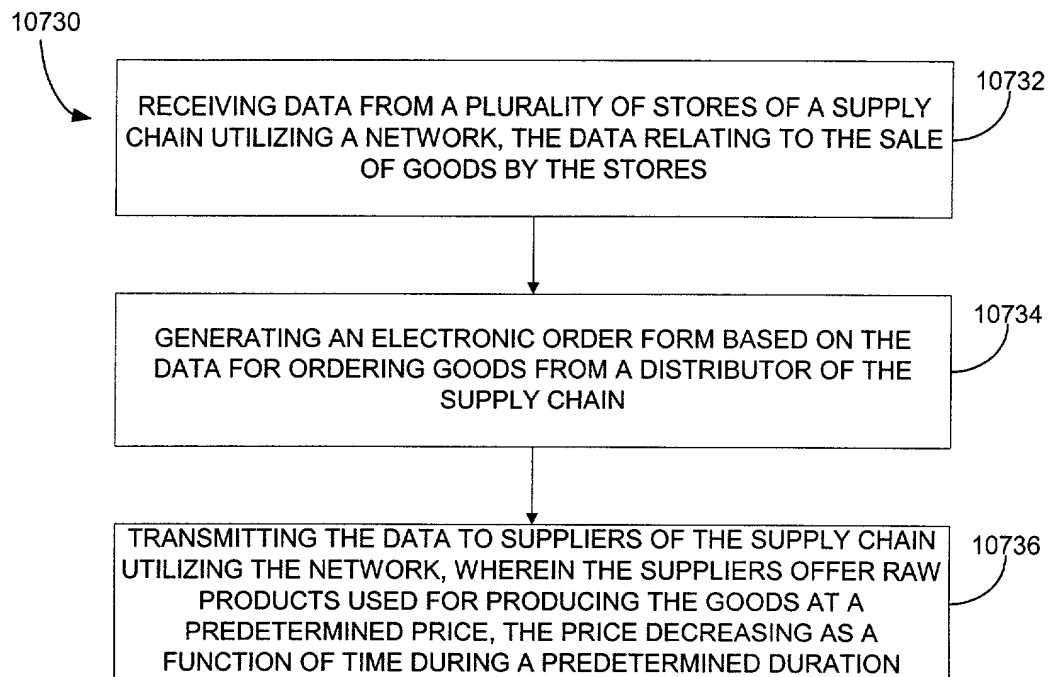 10730
RECEIVING DATA FROM A PLURALITY OF STORES OF A SUPPLY
CHAIN UTILIZING A NETWORK, THE DATA RELATING TO THE SALE
OF GOODS BY THE STORES
10732
GENERATING AN ELECTRONIC ORDER FORM BASED ON THE
DATA FOR ORDERING GOODS FROM A DISTRIBUTOR OF THE
SUPPLY CHAIN
10734
TRANSMITTING THE DATA TO SUPPLIERS OF THE SUPPLY CHAIN
UTILIZING THE NETWORK, WHEREIN THE SUPPLIERS OFFER RAW
PRODUCTS USED FOR PRODUCING THE GOODS AT A
PREDETERMINED PRICE, THE PRICE DECREASING AS A
FUNCTION OF TIME DURING A PREDETERMINED DURATION
10736